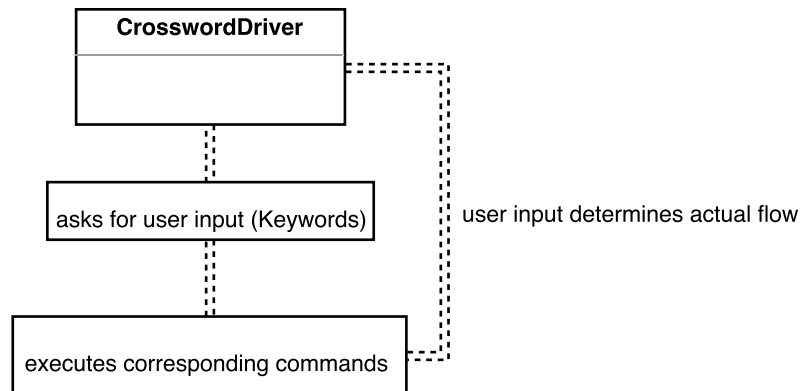 CrosswordDriver
asks for user input (Keywords)
user input determines actual flow
executes corresponding commands